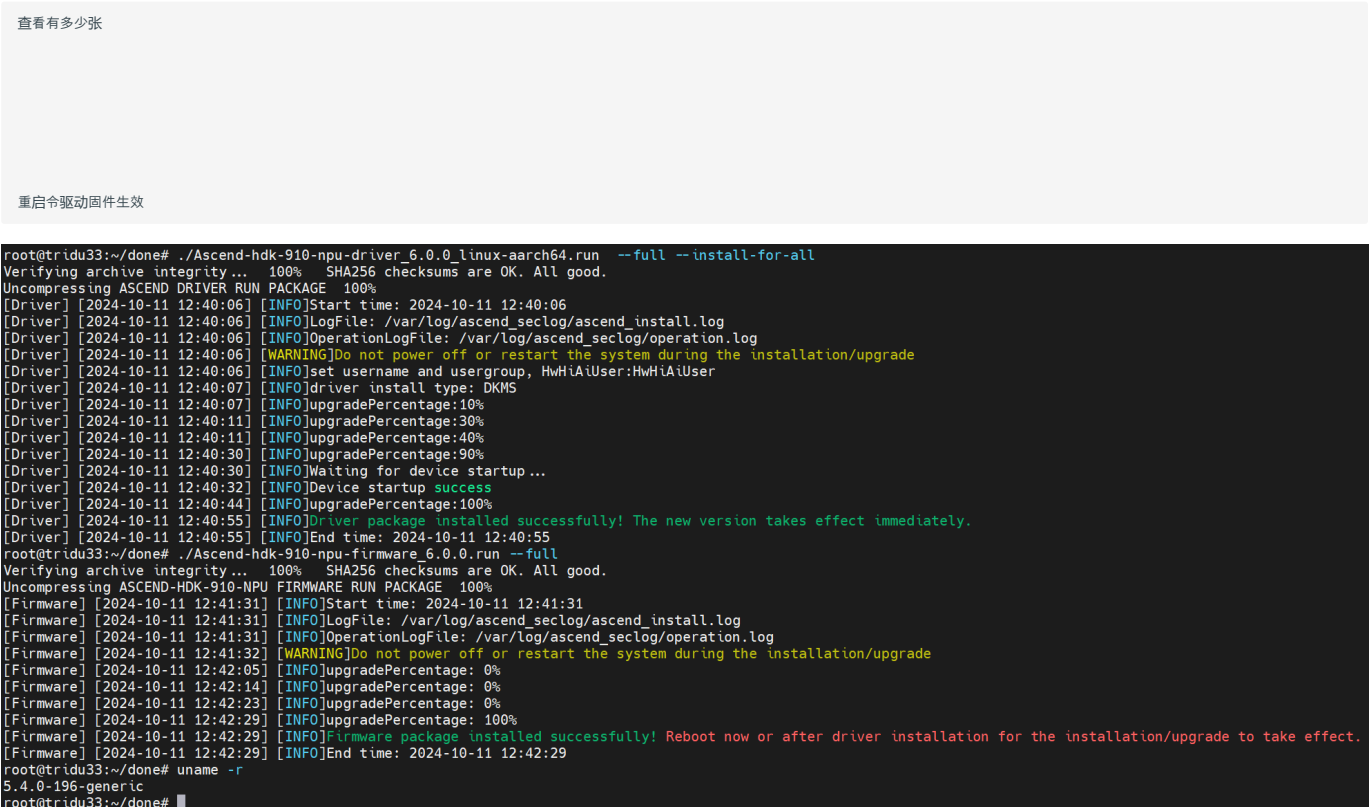 查看有多少张
重启令驱动固件生效
root@tridu33:~/done# ./Ascend-hdk-910-npu-driver_6.0.0_linux-aarch64.run  --full --install-for-all
Verifying archive integrity...  100%   SHA256 checksums are OK. All good.
Uncompressing ASCEND DRIVER RUN PACKAGE  100%
[Driver] [2024-10-11 12:40:06] [INFO]Start time: 2024-10-11 12:40:06
[Driver] [2024-10-11 12:40:06] [INFO]LogFile: /var/log/ascend_seclog/ascend_install.log
[Driver] [2024-10-11 12:40:06] [INFO]OperationLogFile: /var/log/ascend_seclog/operation.log
[Driver] [2024-10-11 12:40:06] [WARNING]Do not power off or restart the system during the installation/upgrade
[Driver] [2024-10-11 12:40:06] [INFO]set username and usergroup, HwHiAiUser:HwHiAiUser
[Driver] [2024-10-11 12:40:07] [INFO]driver install type: DKMS
[Driver] [2024-10-11 12:40:07] [INFO]upgradePercentage:10%
[Driver] [2024-10-11 12:40:11] [INFO]upgradePercentage:30%
[Driver] [2024-10-11 12:40:11] [INFO]upgradePercentage:40%
[Driver] [2024-10-11 12:40:30] [INFO]upgradePercentage:90%
[Driver] [2024-10-11 12:40:30] [INFO]Waiting for device startup...
[Driver] [2024-10-11 12:40:32] [INFO]Device startup success
[Driver] [2024-10-11 12:40:44] [INFO]upgradePercentage:100%
[Driver] [2024-10-11 12:40:55] [INFO]Driver package installed successfully! The new version takes effect immediately.
[Driver] [2024-10-11 12:40:55] [INFO]End time: 2024-10-11 12:40:55
root@tridu33:~/done# ./Ascend-hdk-910-npu-firmware_6.0.0.run --full
Verifying archive integrity...  100%   SHA256 checksums are OK. All good.
Uncompressing ASCEND-HDK-910-NPU FIRMWARE RUN PACKAGE  100%
[Firmware] [2024-10-11 12:41:31] [INFO]Start time: 2024-10-11 12:41:31
[Firmware] [2024-10-11 12:41:31] [INFO]LogFile: /var/log/ascend_seclog/ascend_install.log
[Firmware] [2024-10-11 12:41:31] [INFO]OperationLogFile: /var/log/ascend_seclog/operation.log
[Firmware] [2024-10-11 12:41:32] [WARNING]Do not power off or restart the system during the installation/upgrade
[Firmware] [2024-10-11 12:42:05] [INFO]upgradePercentage: 0%
[Firmware] [2024-10-11 12:42:14] [INFO]upgradePercentage: 0%
[Firmware] [2024-10-11 12:42:23] [INFO]upgradePercentage: 0%
[Firmware] [2024-10-11 12:42:29] [INFO]upgradePercentage: 100%
[Firmware] [2024-10-11 12:42:29] [INFO]Firmware package installed successfully! Reboot now or after driver installation for the installation/upgrade to take effect.
[Firmware] [2024-10-11 12:42:29] [INFO]End time: 2024-10-11 12:42:29
root@tridu33:~/done# uname -r
5.4.0-196-generic
root@tridu33:~/done#